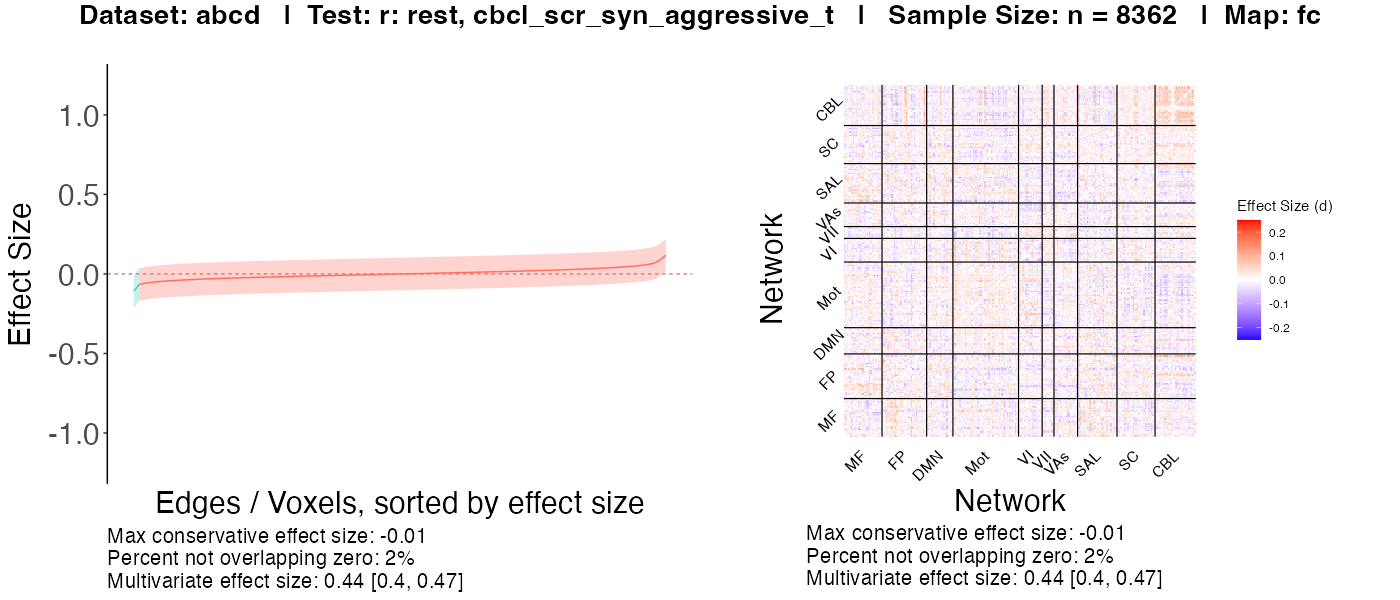 Dataset: abcd | Test: r: rest, cbcl_scr_syn_aggressive_t | Sample Size: n = 8362 | Map: fc
Effect Size
1.0
0.5
0.0
-0.5
-1.0
Edges / Voxels, sorted by effect size
Max conservative effect size: -0.01
Percent not overlapping zero: 2%
Multivariate effect size: 0.44 [0.4, 0.47]
Network
CBL
SC
SAL
VAs
VII
VI
Mot
DMN
FP
MF
MF
FP
DMN
Mot
VI
VII
VAs
SAL
SC
CBL
Network
Max conservative effect size: -0.01
Percent not overlapping zero: 2%
Multivariate effect size: 0.44 [0.4, 0.47]
Effect Size (d)
0.2
0.1
0.0
-0.1
-0.2